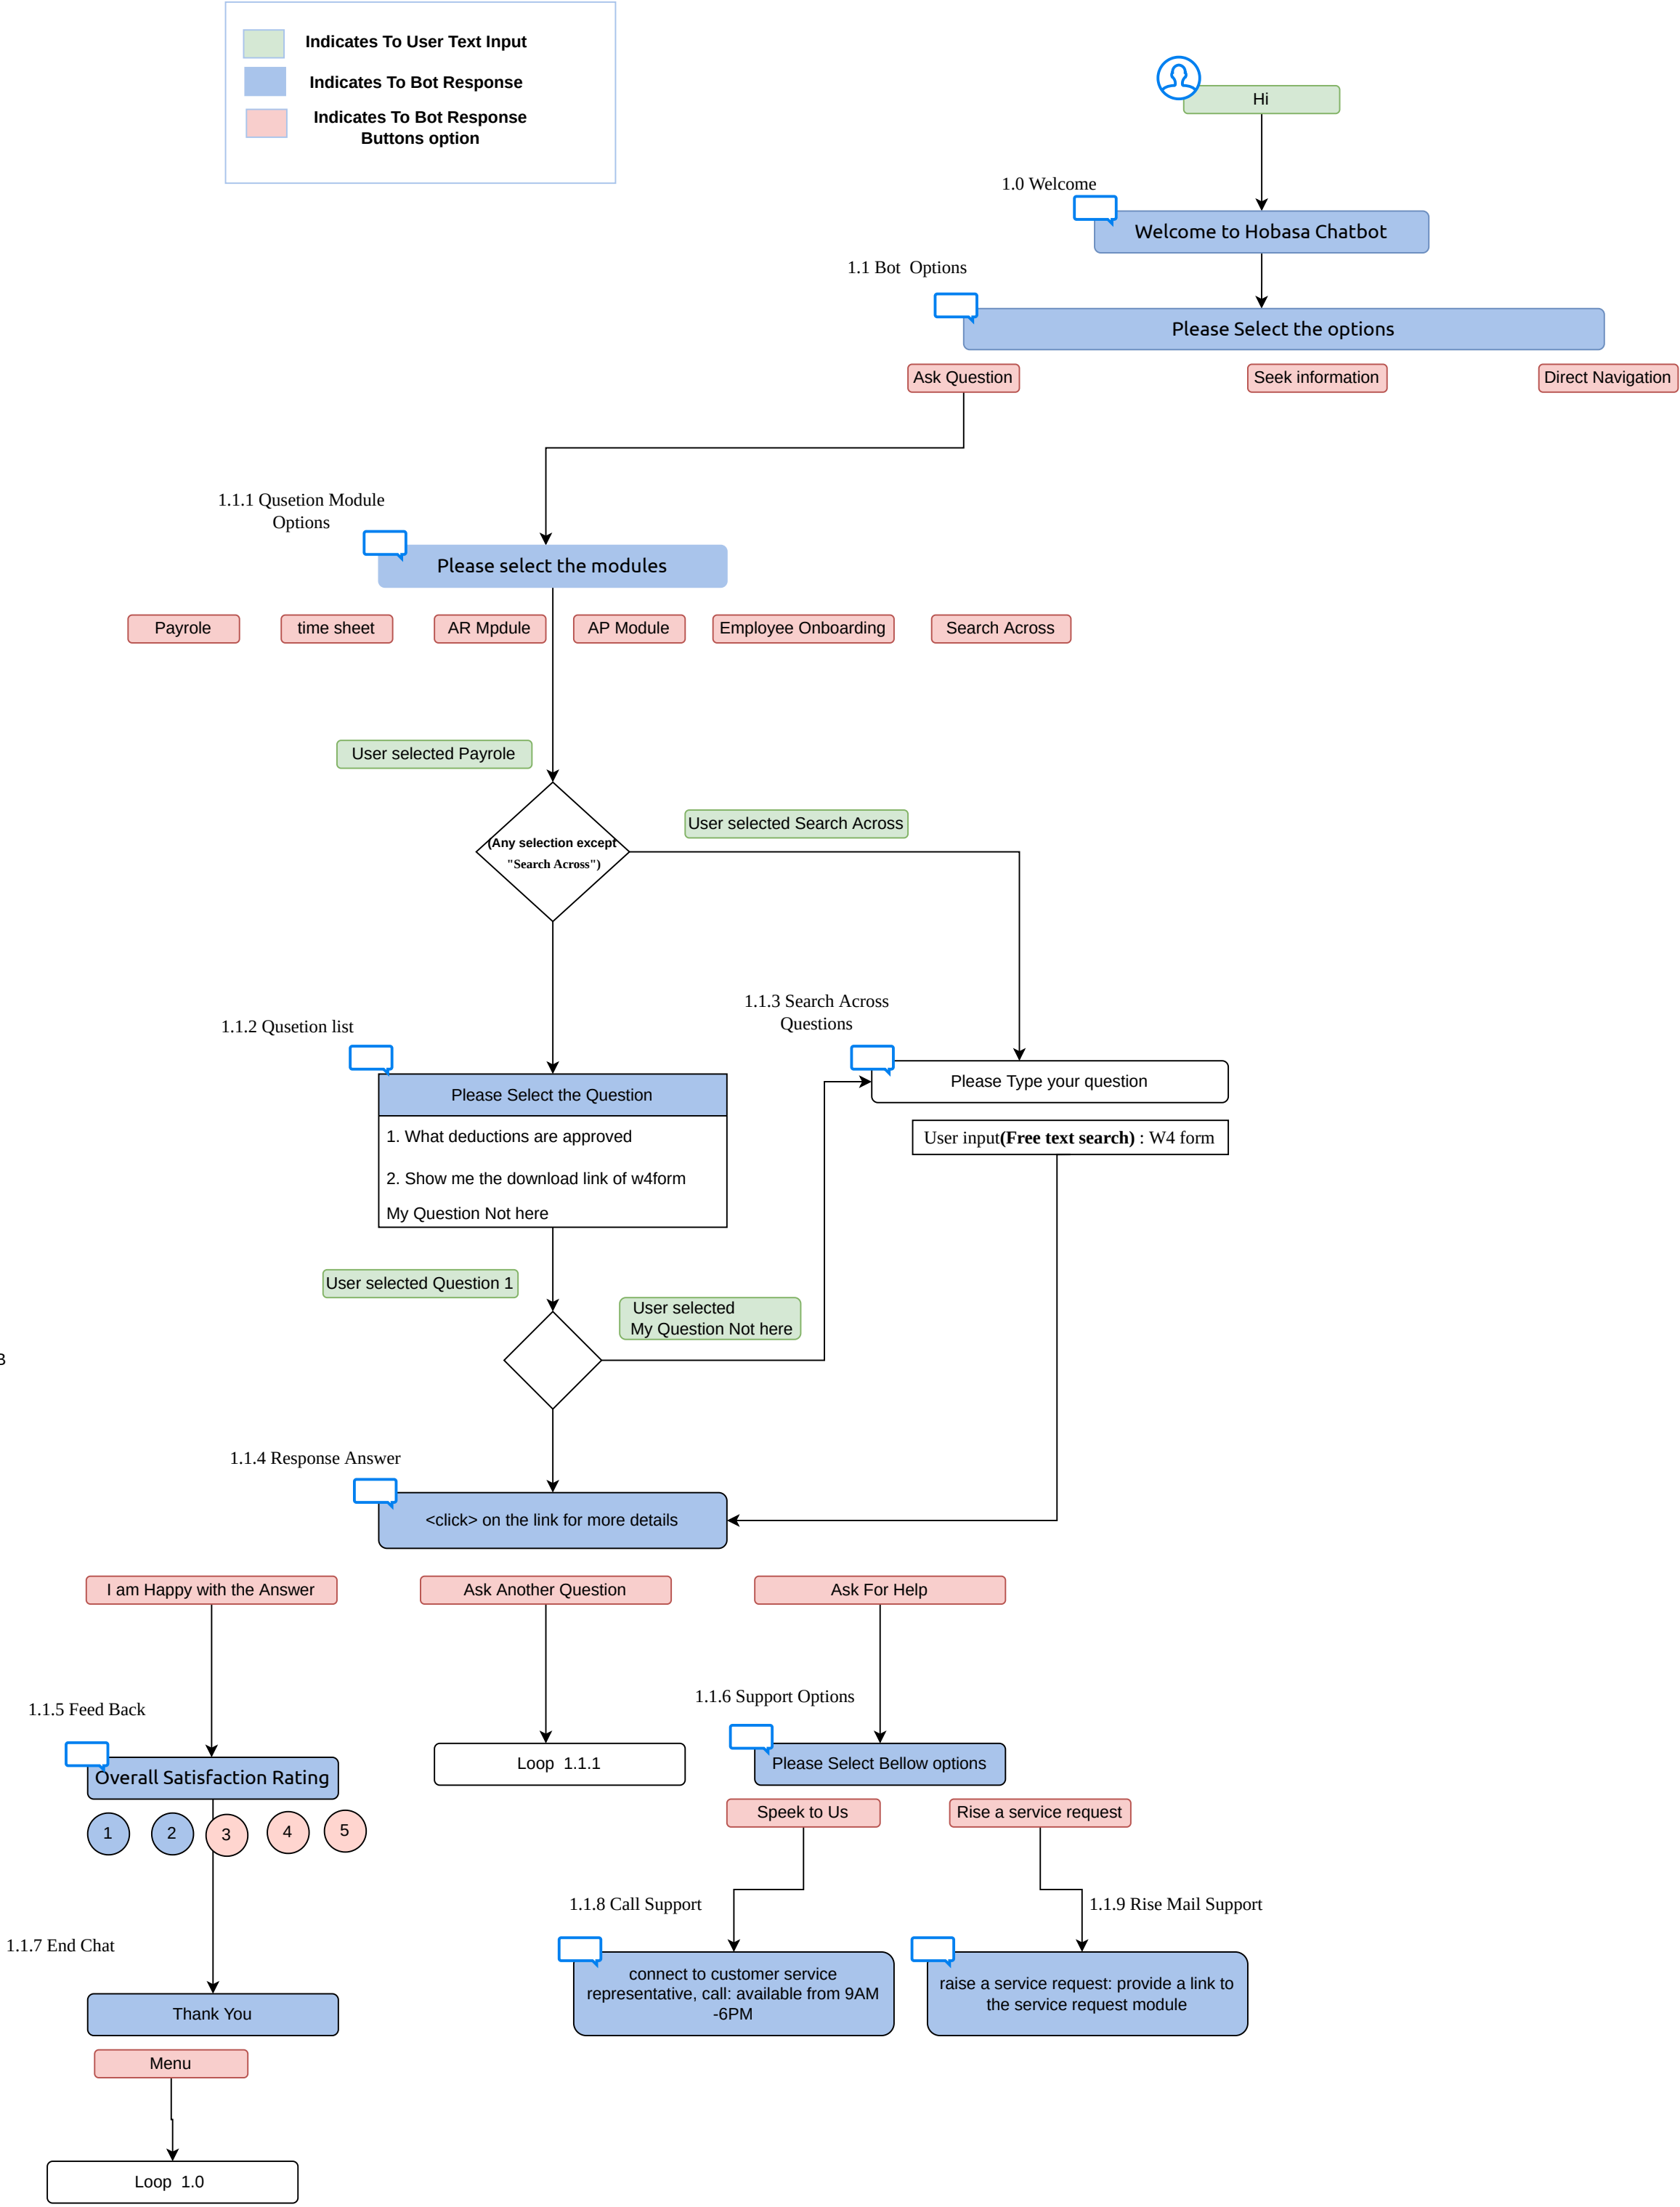 Indicates To User Text Input
Indicates To Bot Response
Indicates To Bot Response
Buttons option
Hi
1.0 Welcome
Welcome to Hobasa Chatbot
1.1 Bot  Options
Please Select the options
Ask Question
Seek information
Direct Navigation
1.1.1 Qusetion Module
Options
Please select the modules
Payrole
time sheet
AR Mpdule
AP Module
Employee Onboarding
Search Across
User selected Payrole
User selected Search Across
(Any selection except
"Search Across")
1.1.2 Qusetion list
1.1.3 Search Across
Questions
Please Select the Question
1. What deductions are approved
2. Show me the download link of w4form
My Question Not here
Please Type your question
User input(Free text search) : W4 form
User selected Question 1
User selected
My Question Not here
1.1.4 Response Answer
<click> on the link for more details
I am Happy with the Answer
Ask Another Question
Ask For Help
1.1.5 Feed Back
1.1.6 Support Options
Overall Satisfaction Rating
Loop  1.1.1
Please Select Bellow options
1
2
3
4
5
Speek to Us
Rise a service request
1.1.7 End Chat
1.1.8 Call Support
1.1.9 Rise Mail Support
connect to customer service
representative, call: available from 9AM
-6PM
raise a service request: provide a link to
the service request module
Thank You
Menu
Loop  1.0